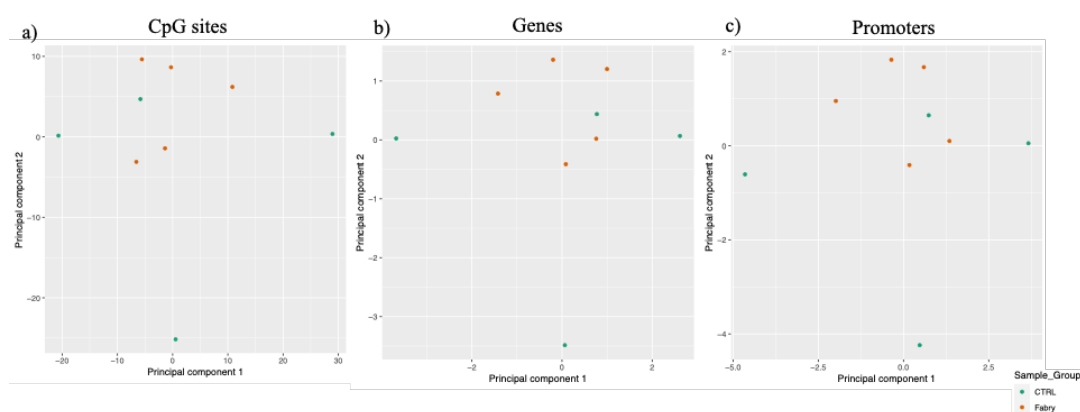 a) CpG sites
b) Genes
c) Promoters
Principal component 2
10
0
−10
−20
−20 −10 0 10 20 30
Principal component 1
Principal component 2
1
0
−1
−2
−3
−2 0 2
Principal component 1
Principal component 2
2
0
−2
−4
−5.0 −2.5 0.0 2.5
Principal component 1
Sample_Group
CTRL
Fabry